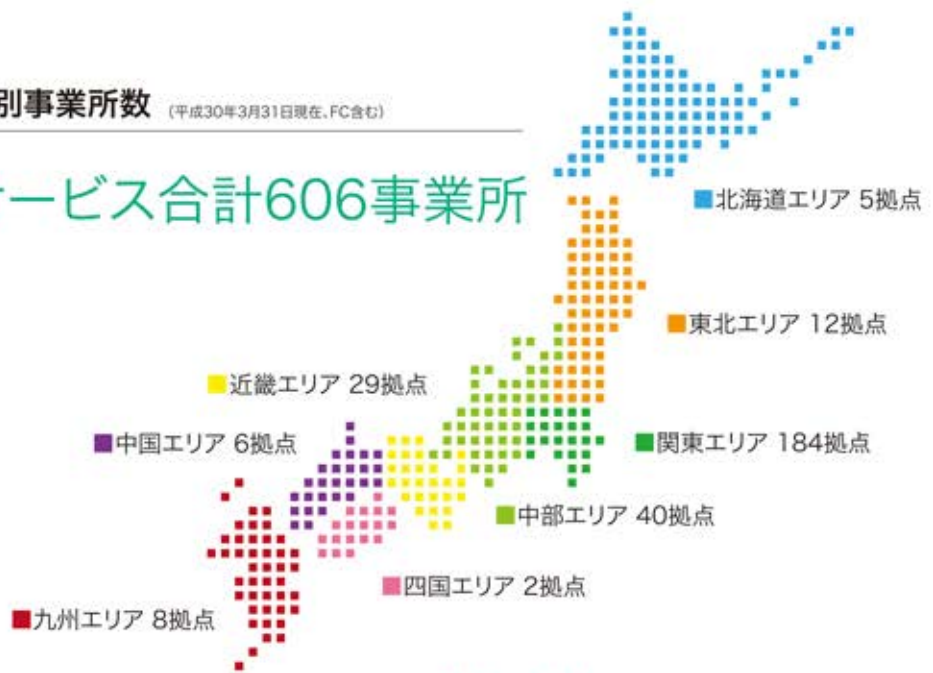 別事業所数 (平成30年3月31日現在、FC含む)
ービス合計606事業所
■北海道エリア 5拠点
■東北エリア 12拠点
■近畿エリア 29拠点
■中国エリア 6拠点
■関東エリア 184拠点
■中部エリア 40拠点
■四国エリア 2拠点
■九州エリア 8拠点